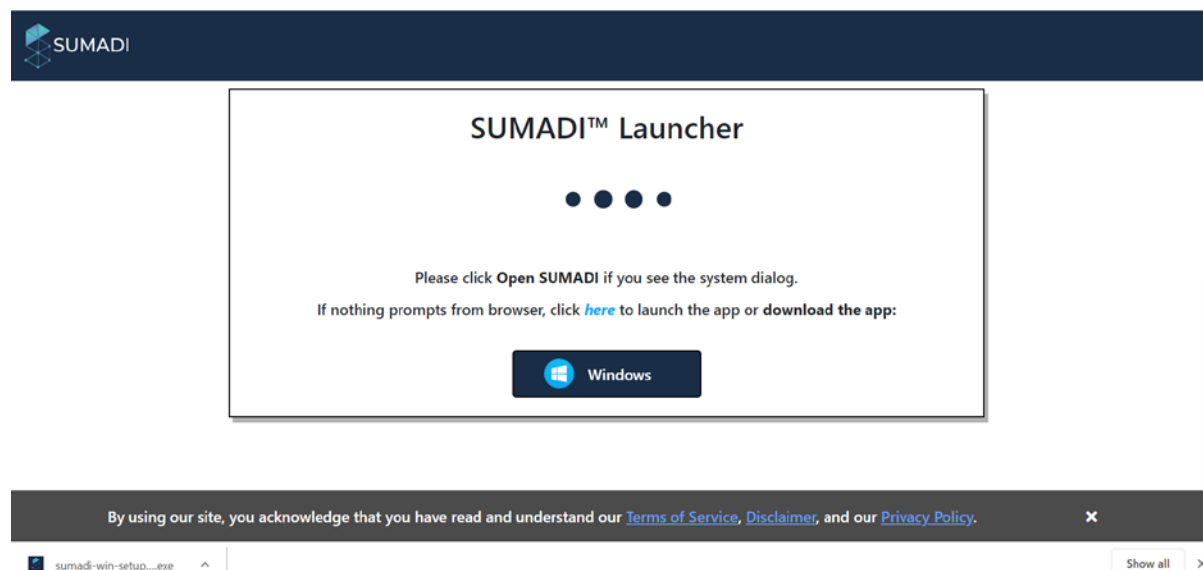 SUMADI
SUMADI™ Launcher
Please click Open SUMADI if you see the system dialog.
If nothing prompts from browser, click here to launch the app or download the app:
Windows
By using our site, you acknowledge that you have read and understand our Terms of Service, Disclaimer, and our Privacy Policy.
sumadi-win-setup....exe
Show all